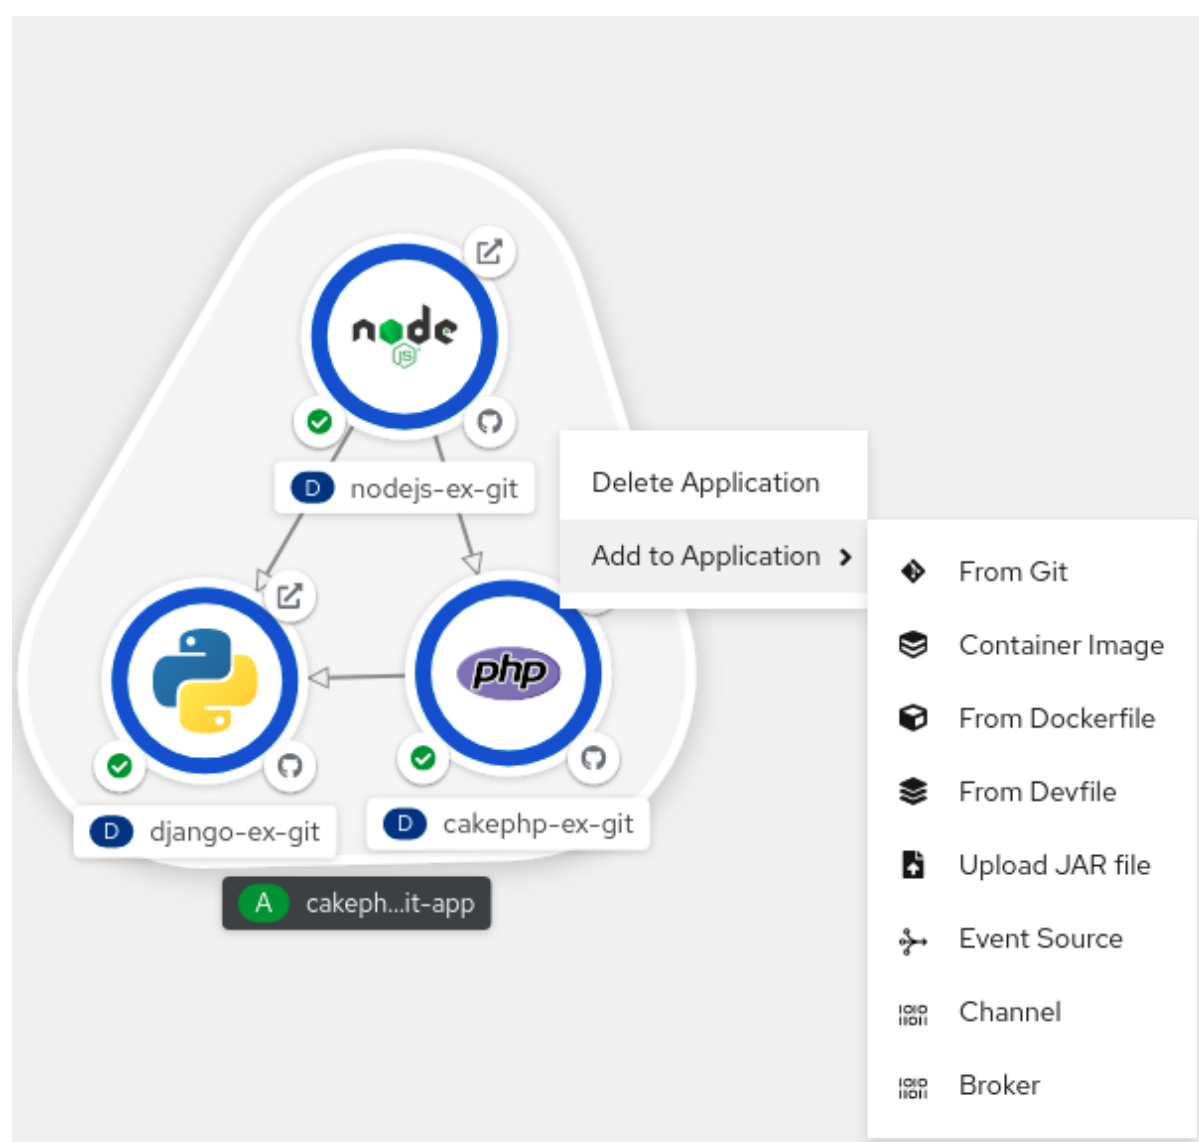 node
JS
D nodejs-ex-git
Delete Application
Add to Application
From Git
Container Image
From Dockerfile
From Devfile
Upload JAR file
Event Source
Channel
Broker
php
D django-ex-git
D cakephp-ex-git
A cakeph...it-app